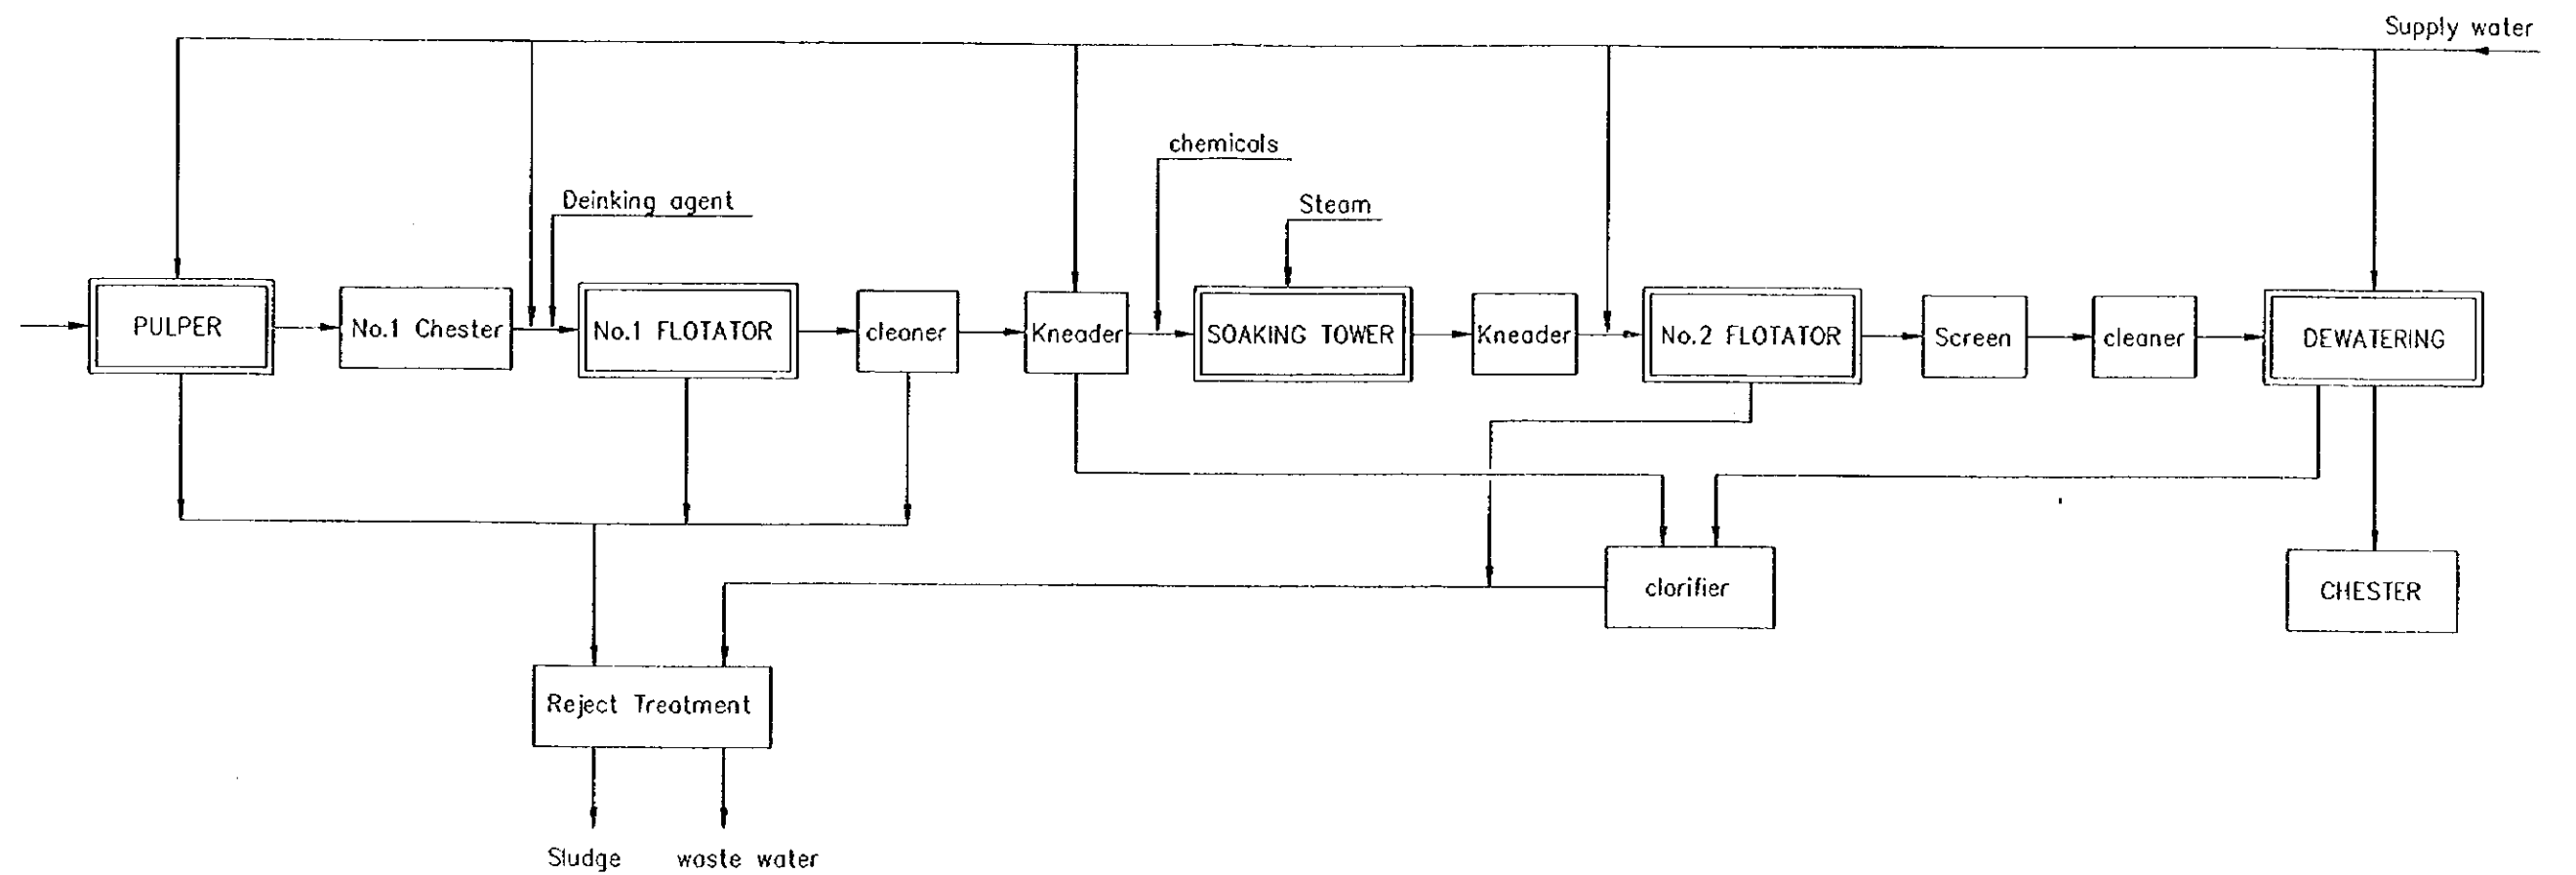 Supply water
chemicals
Deinking agent
Steam
PULPER
No.1 Chester
No.1 FLOTATOR
cleaner
Kneader
SOAKING TOWER
Kneader
No.2 FLOTATOR
Screen
cleaner
DEWATERING
clorifier
CHESTER
Reject Treatment
Sludge
waste water